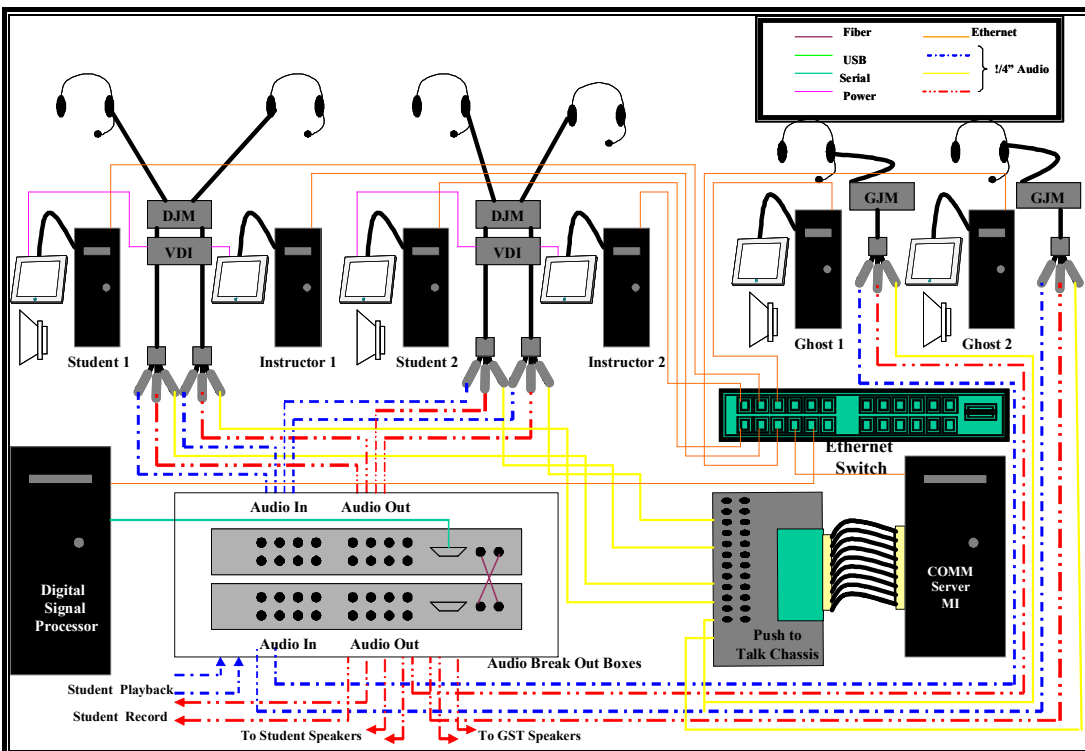 Fiber
Ethernet
USB
Serial
!/4” Audio
Power
DJM
DJM
GJM
GJM
VDI
VDI
Student 1
Instructor 1
Student 2
Instructor 2
Ghost 1
Ghost 2
Ethernet
Switch
Audio In
Audio Out
Digital
Signal
Processor
COMM
Server
MI
Push to
Talk Chassis
Audio In
Audio Out
Audio Break Out Boxes
Student Playback
Student Record
To Student Speakers
To GST Speakers